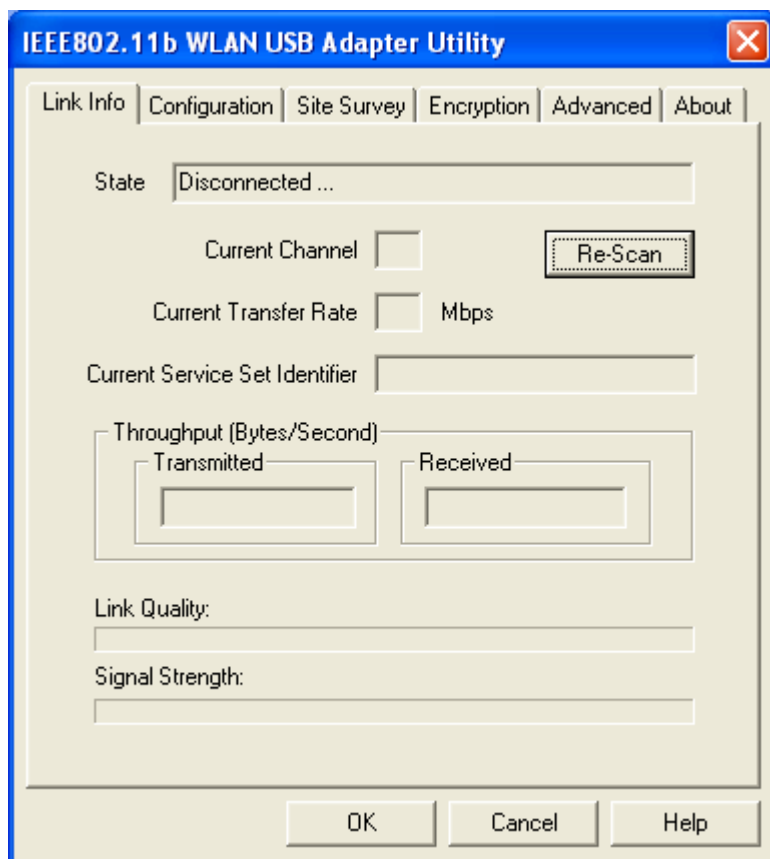 IEEE802.11b WLAN USB Adapter Utility
Link Info Configuration Site Survey Encryption Advanced About
State Disconnected ...
Current Channel Re-Scan
Current Transfer Rate Mbps
Current Service Set Identifier
Throughput (Bytes/Second)
Transmitted Received
Link Quality:
Signal Strength:
OK Cancel Help